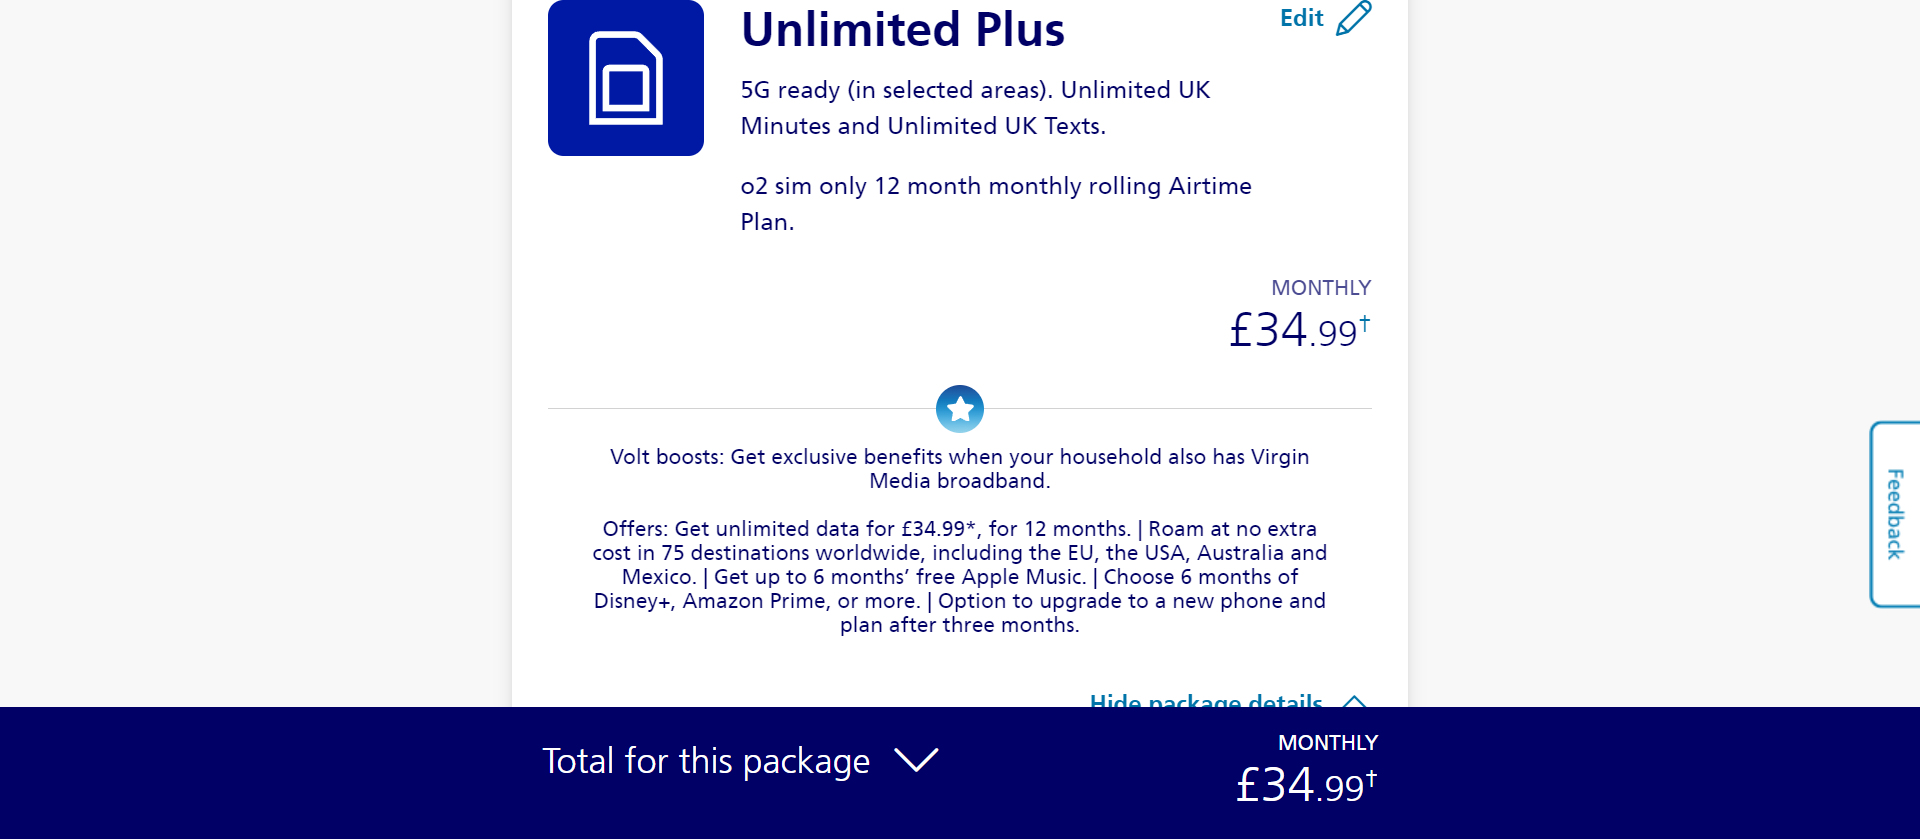 Unlimited Plus
Edit
5G ready (in selected areas). Unlimited UK
Minutes and Unlimited UK Texts.
o2 sim only 12 month monthly rolling Airtime
Plan.
MONTHLY
£34.99†
Volt boosts: Get exclusive benefits when your household also has Virgin
Media broadband.
Offers: Get unlimited data for £34.99*, for 12 months. | Roam at no extra
cost in 75 destinations worldwide, including the EU, the USA, Australia and
Mexico. | Get up to 6 months’ free Apple Music. | Choose 6 months of
Disney+, Amazon Prime, or more. | Option to upgrade to a new phone and
plan after three months.
Feedback
Hide package details
Total for this package
MONTHLY
£34.99†